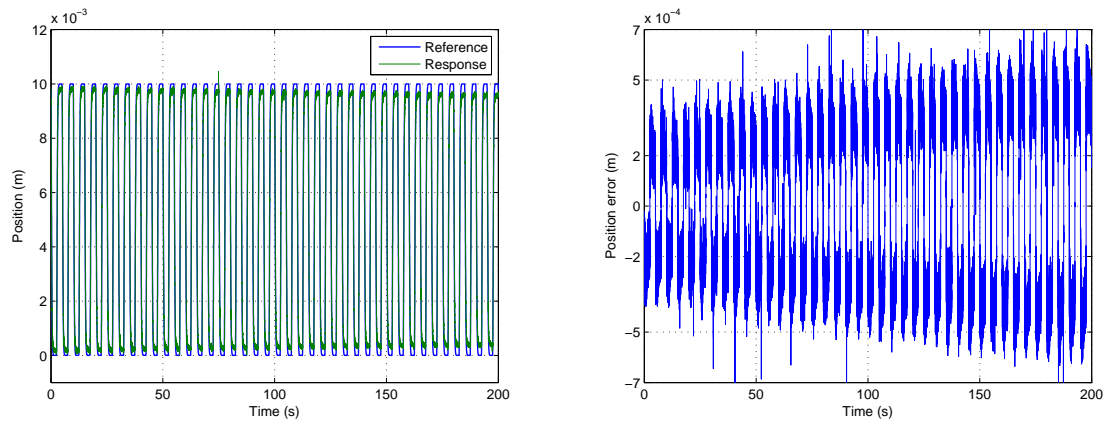 x 10⁻³
12
10
8
6
4
2
0
Position (m)
0 50 100 150 200
Time (s)
Reference
Response
x 10⁻⁴
7
5
2
0
−2
−5
−7
Position error (m)
0 50 100 150 200
Time (s)